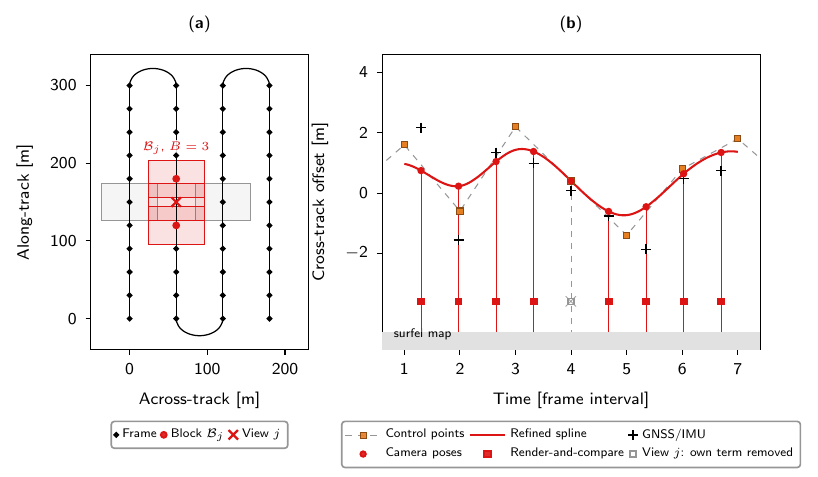 (a)
(b)
300
200
100
0
Along-track [m]
ℬj, B = 3
0
100
200
Across-track [m]
Frame
Block ℬj
View j
4
2
0
−2
Cross-track offset [m]
surfel map
1
2
3
4
5
6
7
Time [frame interval]
Control points
Refined spline
GNSS/IMU
Camera poses
Render-and-compare
View j: own term removed